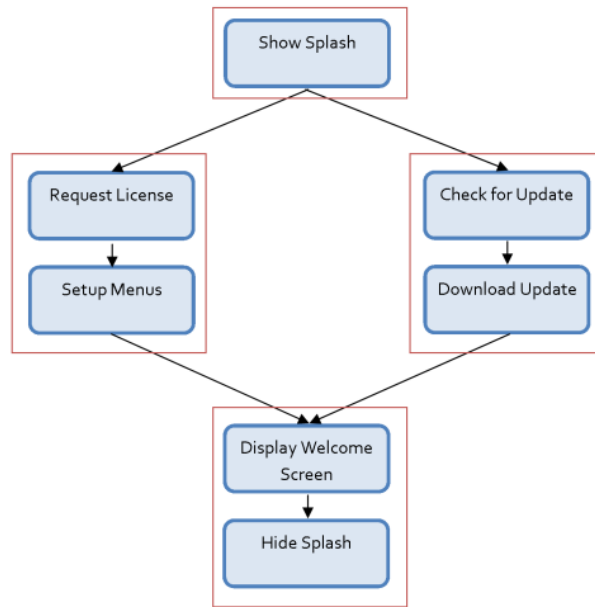 Show Splash
Request License
Check for Update
Setup Menus
Download Update
Display Welcome
Screen
Hide Splash